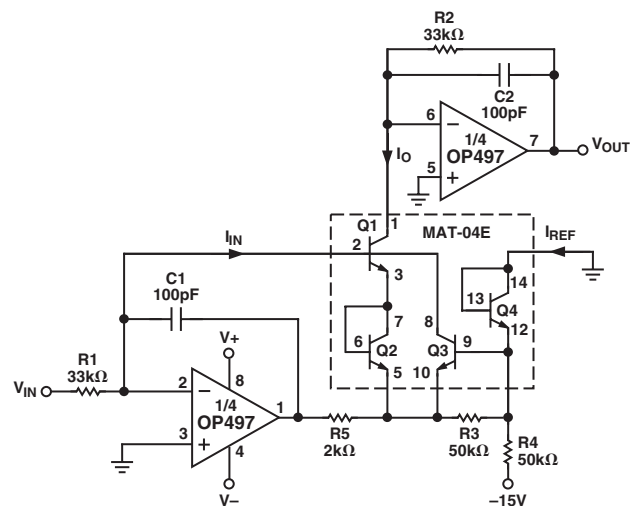 R2
33kΩ
C2
100pF
6
−
1/4
OP497
7
VOUT
5
+
IO
Q1
1
MAT-04E
IREF
IIN
2
3
14
13
Q4
12
C1
100pF
7
8
6
Q2
Q3
9
5
10
R1
33kΩ
VIN
V+
2
−
8
1/4
OP497
1
3
+
4
V−
R5
2kΩ
R3
50kΩ
R4
50kΩ
−15V